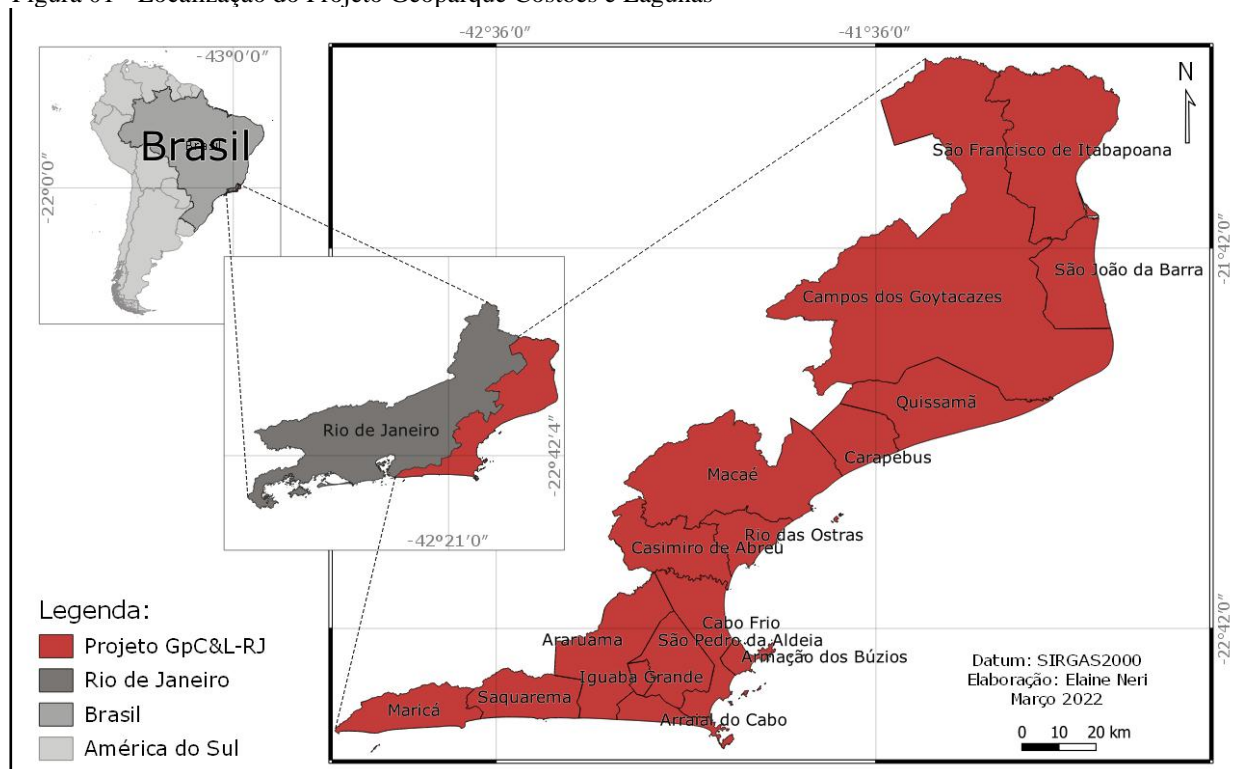 Figura 01 - Localização do Projeto Geoparque Costões e Lagunas
-43°0′0″
-22°0′0″
Brasil
Brasil
-42°36′0″
-41°36′0″
N
São Francisco de Itabapoana
-21°42′0″
São João da Barra
Campos dos Goytacazes
Quissamã
Carapebus
Macaé
Rio das Ostras
Casimiro de Abreu
Rio de Janeiro
-22°42′4″
-42°21′0″
Cabo Frio
Araruama
São Pedro da Aldeia
Armação dos Búzios
Iguaba Grande
Saquarema
Maricá
Arraial do Cabo
-22°42′0″
Legenda:
Projeto GpC&L-RJ
Rio de Janeiro
Brasil
América do Sul
Datum: SIRGAS2000
Elaboração: Elaine Neri
Março 2022
0 10 20 km